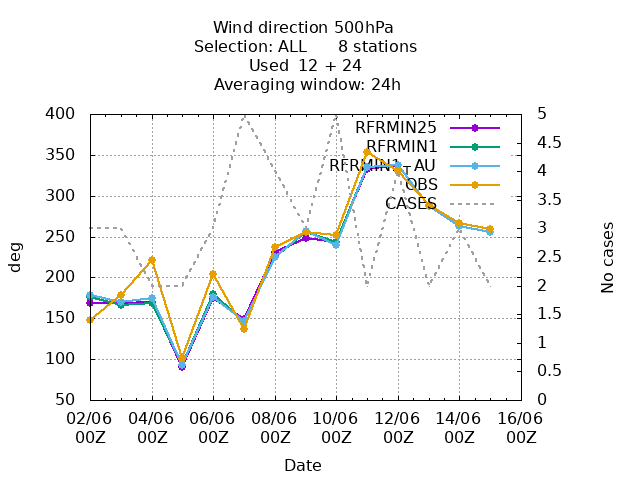 Wind direction 500hPa
Selection: ALL 8 stations
Used 12 + 24
Averaging window: 24h
RFRMIN25
RFRMIN1
RFRMIN1_AU
OBS
CASES
400
350
300
250
200
150
100
50
deg
5
4.5
4
3.5
3
2.5
2
1.5
1
0.5
0
No cases
02/06 04/06 06/06 08/06 10/06 12/06 14/06 16/06
00Z 00Z 00Z 00Z 00Z 00Z 00Z 00Z
Date